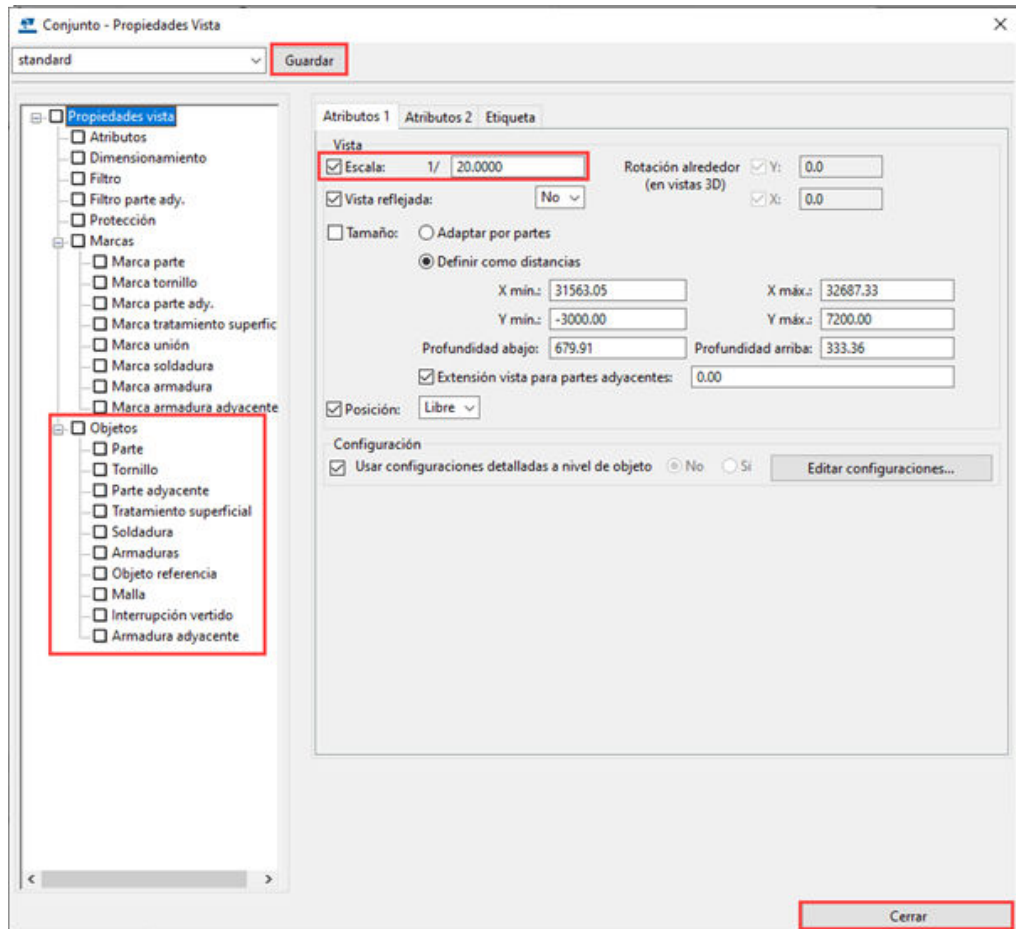 Conjunto - Propiedades Vista
standard
Guardar
Propiedades vista
Atributos
Dimensionamiento
Filtro
Filtro parte ady.
Protección
Marcas
Marca parte
Marca tornillo
Marca parte ady.
Marca tratamiento superfic
Marca unión
Marca soldadura
Marca armadura
Marca armadura adyacente
Objetos
Parte
Tornillo
Parte adyacente
Tratamiento superficial
Soldadura
Armaduras
Objeto referencia
Malla
Interrupción vertido
Armadura adyacente
Atributos 1 Atributos 2 Etiqueta
Vista
Escala: 1/ 20.0000 Rotación alrededor Y: 0.0
(en vistas 3D) X: 0.0
Vista reflejada: No
Tamaño: Adaptar por partes
Definir como distancias
X mín.: 31563.05 X máx.: 32687.33
Y mín.: -3000.00 Y máx.: 7200.00
Profundidad abajo: 679.91 Profundidad arriba: 333.36
Extensión vista para partes adyacentes: 0.00
Posición: Libre
Configuración
Usar configuraciones detalladas a nivel de objeto No Sí Editar configuraciones...
Cerrar